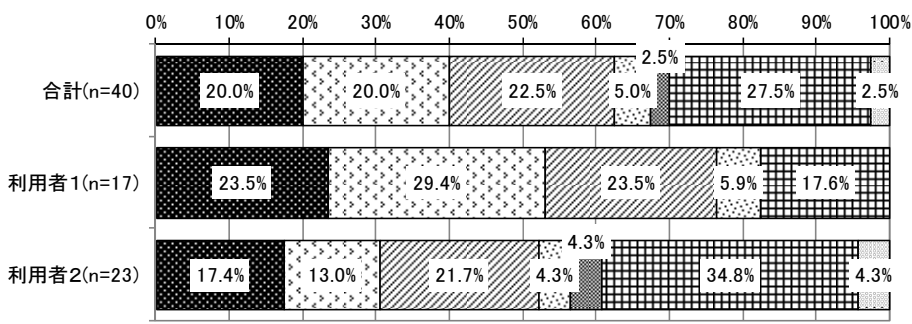 0% 10% 20% 30% 40% 50% 60% 70% 80% 90% 100%
2.5%
合計(n=40) 20.0% 20.0% 22.5% 5.0% 27.5% 2.5%
利用者1(n=17) 23.5% 29.4% 23.5% 5.9% 17.6%
4.3%
利用者2(n=23) 17.4% 13.0% 21.7% 4.3% 34.8% 4.3%